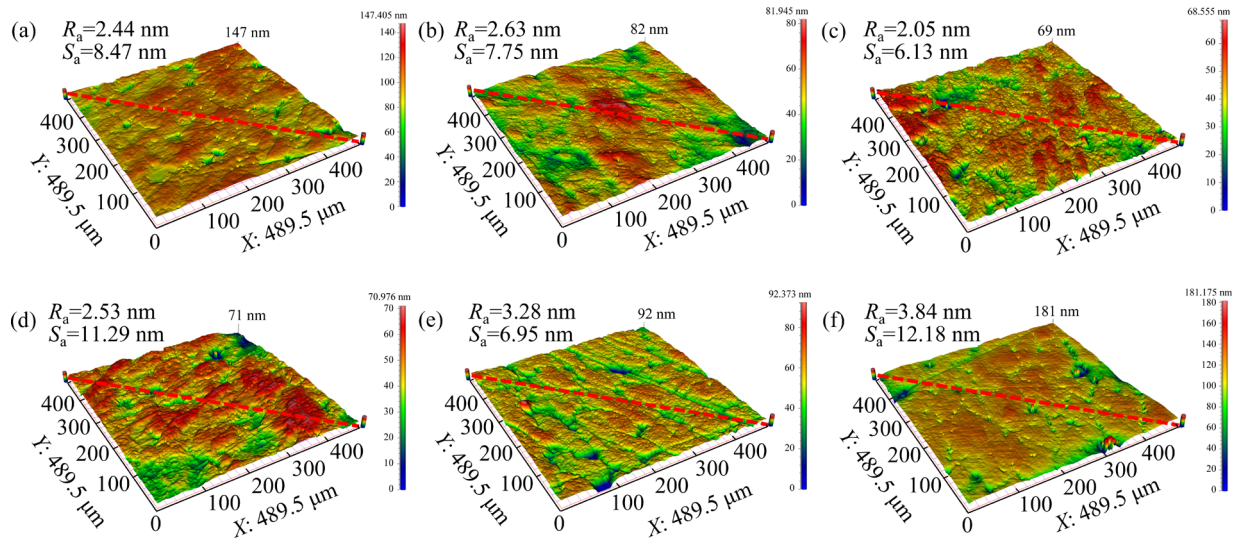 (a)
Ra=2.44 nm
Sa=8.47 nm
147 nm
147.405 nm
140
120
100
80
60
40
20
0
400
300
200
100
0
100
200
300
400
Y: 489.5 µm
X: 489.5 µm
(b)
Ra=2.63 nm
Sa=7.75 nm
82 nm
81.945 nm
80
60
40
20
0
400
300
200
100
0
100
200
300
400
Y: 489.5 µm
X: 489.5 µm
(c)
Ra=2.05 nm
Sa=6.13 nm
69 nm
68.555 nm
60
50
40
30
20
10
0
400
300
200
100
0
100
200
300
400
Y: 489.5 µm
X: 489.5 µm
(d)
Ra=2.53 nm
Sa=11.29 nm
71 nm
70.976 nm
70
60
50
40
30
20
10
0
400
300
200
100
0
100
200
300
400
Y: 489.5 µm
X: 489.5 µm
(e)
Ra=3.28 nm
Sa=6.95 nm
92 nm
92.373 nm
80
60
40
20
0
400
300
200
100
0
100
200
300
400
Y: 489.5 µm
X: 489.5 µm
(f)
Ra=3.84 nm
Sa=12.18 nm
181 nm
181.175 nm
180
160
140
120
100
80
60
40
20
0
400
300
200
100
0
100
200
300
400
Y: 489.5 µm
X: 489.5 µm